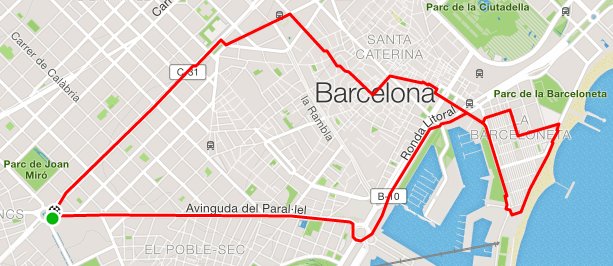 Parc de la Ciutadella
Carrer de Calàbria
Car
SANTA
CATERINA
C-31
Parc de la Barceloneta
Barcelona
la Rambla
Ronda Litoral
LA
BARCELONETA
Parc de Joan
Miró
B-10
Avinguda del Paral·lel
NCS
EL POBLE-SEC